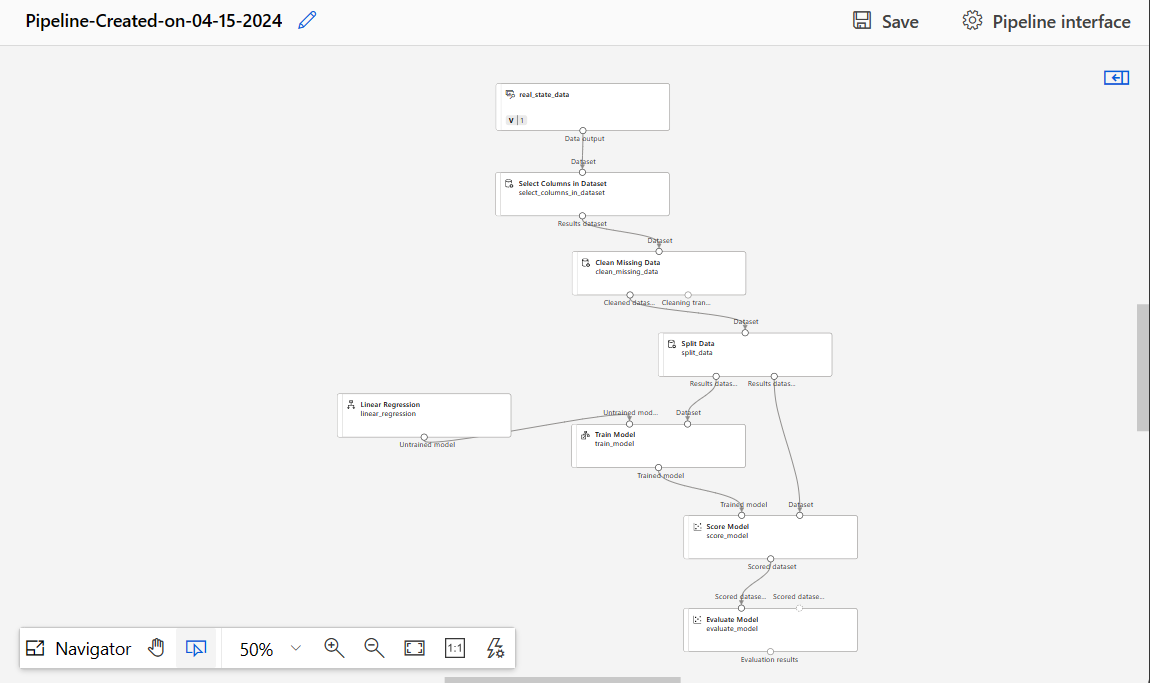 Pipeline-Created-on-04-15-2024
Save
Pipeline interface
real_state_data
v | 1
Data output
Dataset
Select Columns in Dataset
select_columns_in_dataset
Results dataset
Dataset
Clean Missing Data
clean_missing_data
Cleaned datas...
Cleaning tran...
Dataset
Split Data
split_data
Results datas...
Results datas...
Linear Regression
linear_regression
Untrained model
Untrained mod...
Dataset
Train Model
train_model
Trained model
Trained model
Dataset
Score Model
score_model
Scored dataset
Scored datase...
Scored datase...
Evaluate Model
evaluate_model
Evaluation results
Navigator
50%
1:1